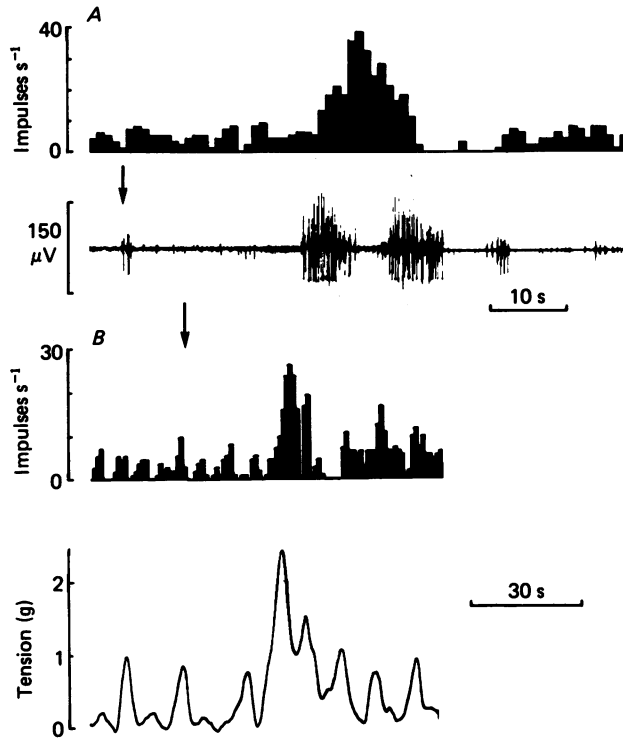 A
40
Impulses s⁻¹
0
150
μV
10 s
B
30
Impulses s⁻¹
0
30 s
2
Tension (g)
1
0